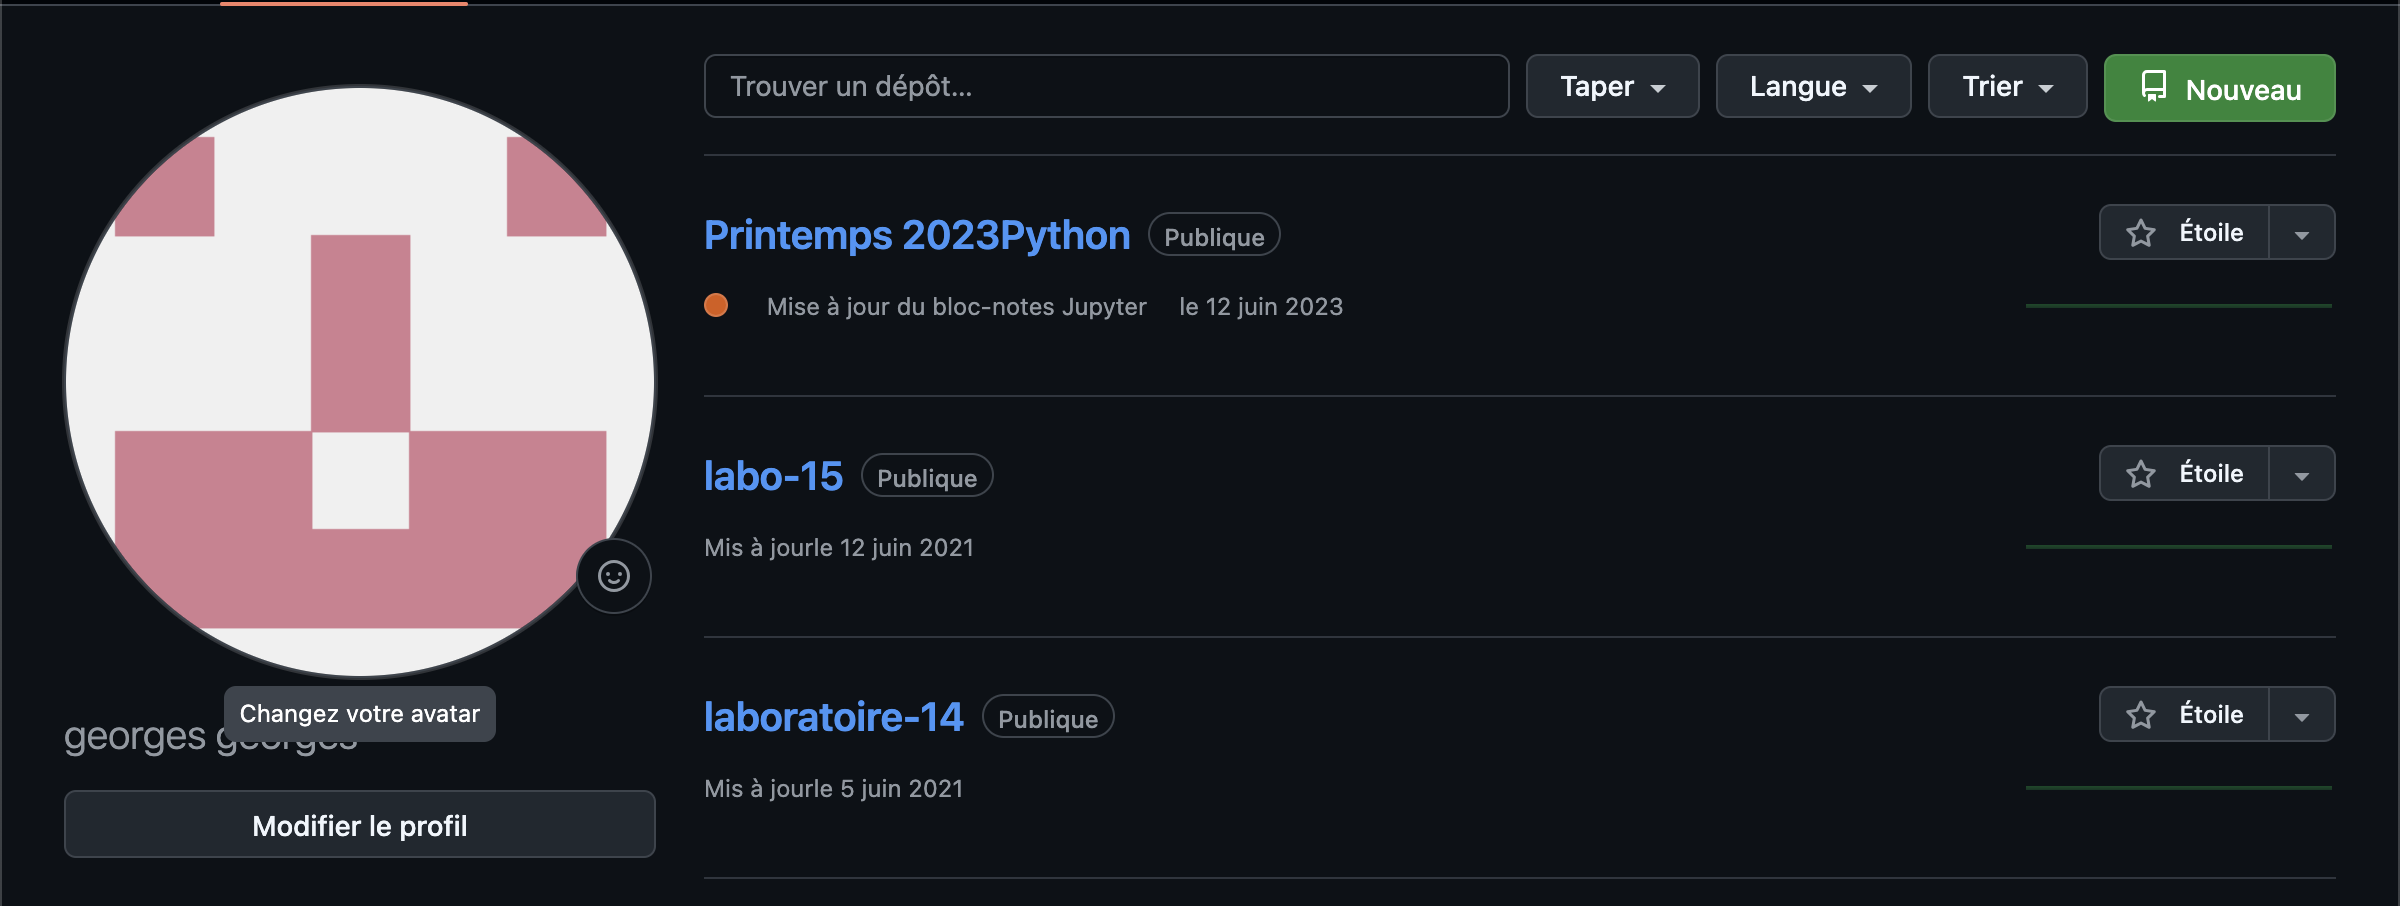 Trouver un dépôt...
Taper
Langue
Trier
Nouveau
Printemps 2023Python
Publique
Étoile
Mise à jour du bloc-notes Jupyter le 12 juin 2023
labo-15
Publique
Étoile
Mis à jourle 12 juin 2021
laboratoire-14
Publique
Étoile
Mis à jourle 5 juin 2021
Changez votre avatar
georges georges
Modifier le profil